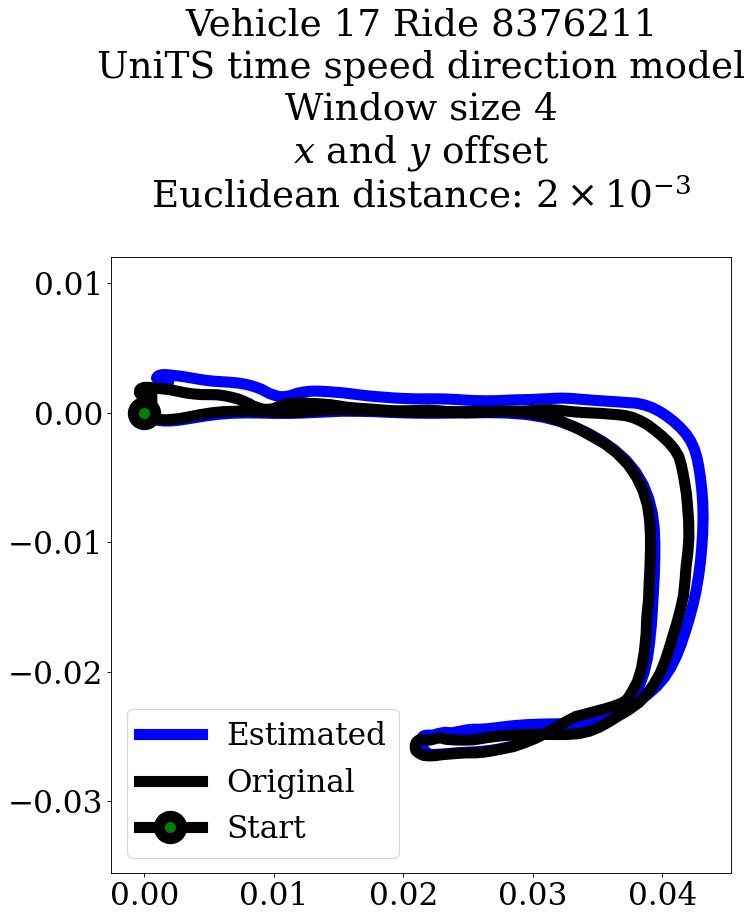 Vehicle 17 Ride 8376211
UniTS time speed direction model
Window size 4
x and y offset
Euclidean distance: 2 × 10⁻³
0.01
0.00
−0.01
−0.02
−0.03
Estimated
Original
Start
0.00 0.01 0.02 0.03 0.04